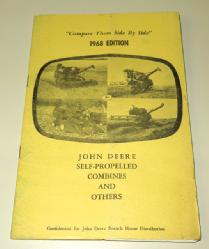 "Compare Them Side By Side"
1968 EDITION
JOHN DEERE
SELF-PROPELLED
COMBINES
AND
OTHERS
Confidential for John Deere Branch House Distribution